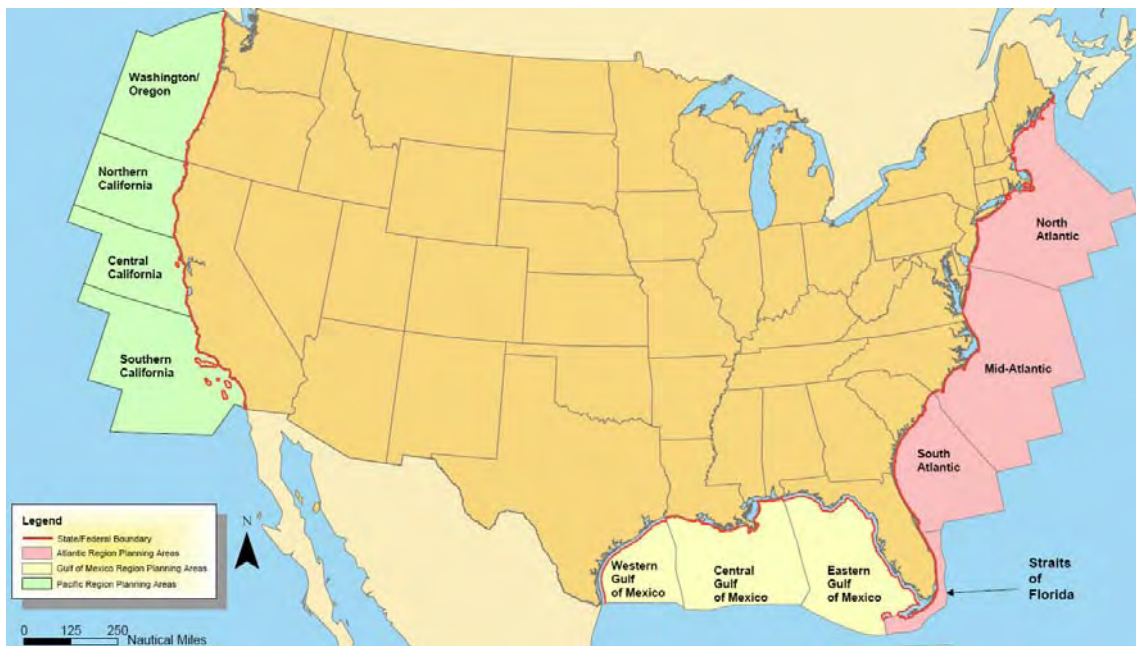 Washington/
Oregon
Northern
California
Central
California
Southern
California
North
Atlantic
Mid-Atlantic
South
Atlantic
Western
Gulf
of Mexico
Central
Gulf
of Mexico
Eastern
Gulf
of Mexico
Straits
of
Florida
Legend
State/Federal Boundary
Atlantic Region Planning Areas
Gulf of Mexico Region Planning Areas
Pacific Region Planning Areas
N
0 125 250
Nautical Miles